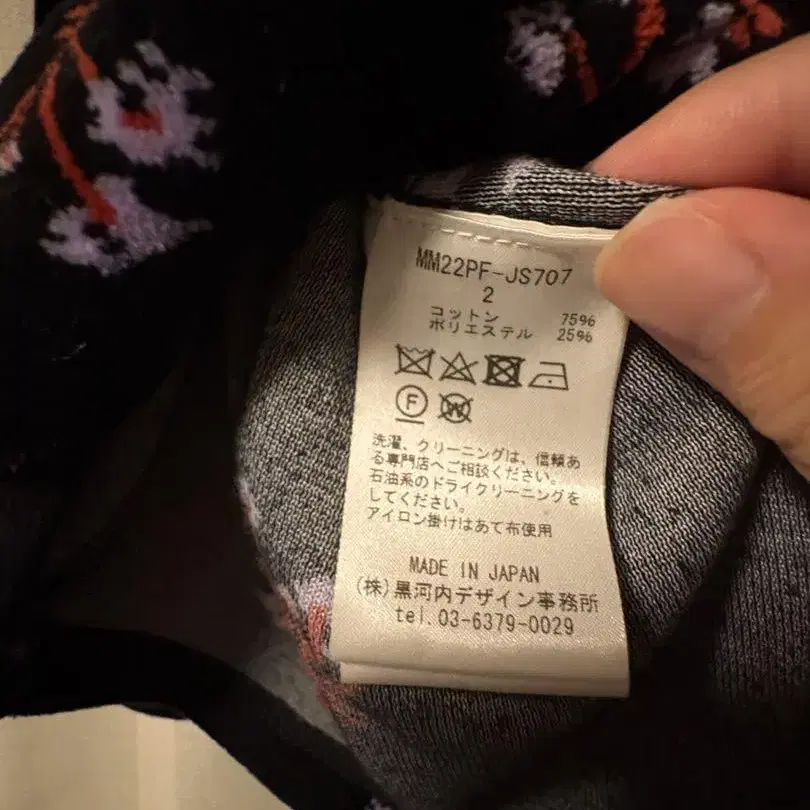 MM22PF-JS707
2
コットン 75%
ポリエステル 25%
F
W
洗濯、クリーニングは、信頼あ
る専門店へご相談ください。
石油系のドライクリーニングを
してください。
アイロン掛けはあて布使用
MADE IN JAPAN
(株)黒河内デザイン事務所
tel.03-6379-0029